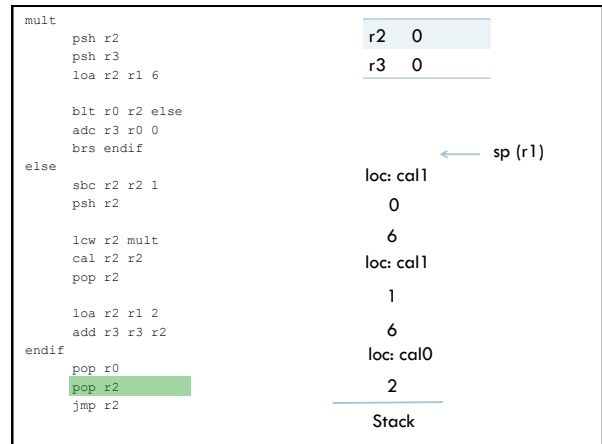 mult
psh r2
psh r3
loa r2 r1 6
blt r0 r2 else
adc r3 r0 0
brs endif
else
sbc r2 r2 1
psh r2
lcw r2 mult
cal r2 r2
pop r2
loa r2 r1 2
add r3 r3 r2
endif
pop r0
pop r2
jmp r2
r2 0
r3 0
sp (r1)
loc: cal1
0
6
loc: cal1
1
6
loc: cal0
2
Stack